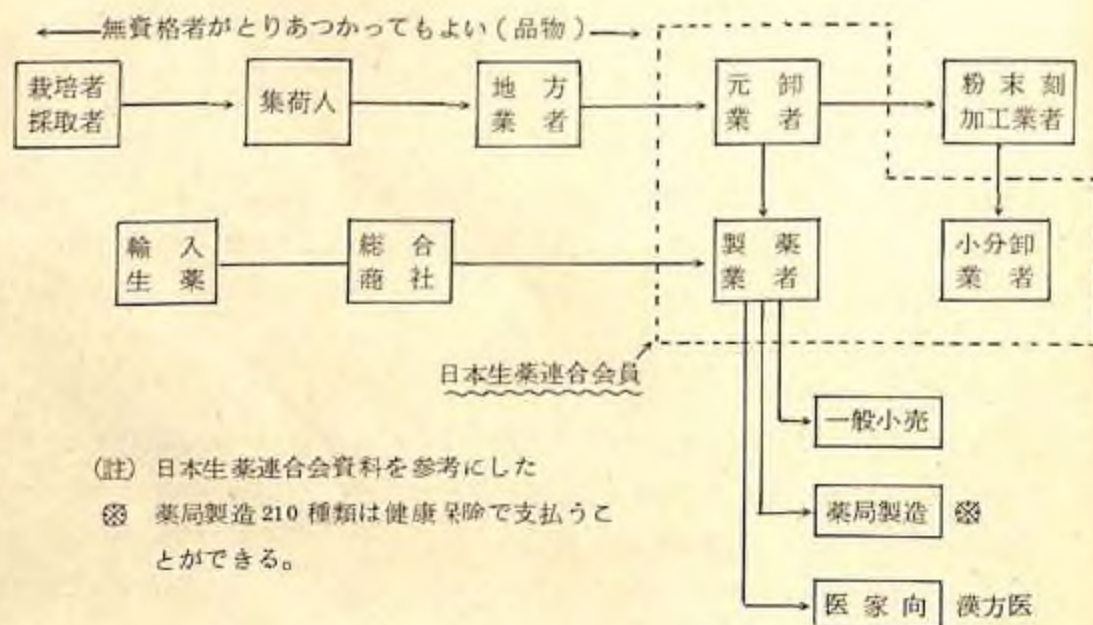 無資格者がとりあつかってもよい(品物)
栽培者
採取者
集荷人
地方
業者
元卸
業者
粉末刻
加工業者
輸入
生薬
総合
商社
製薬
業者
小分卸
業者
日本生薬連合会員
一般小売
(註) 日本生薬連合会資料を参考にした
薬局製造 ※
※ 薬局製造210種類は健康保険で支払うこ
とができる。
医家向 漢方医